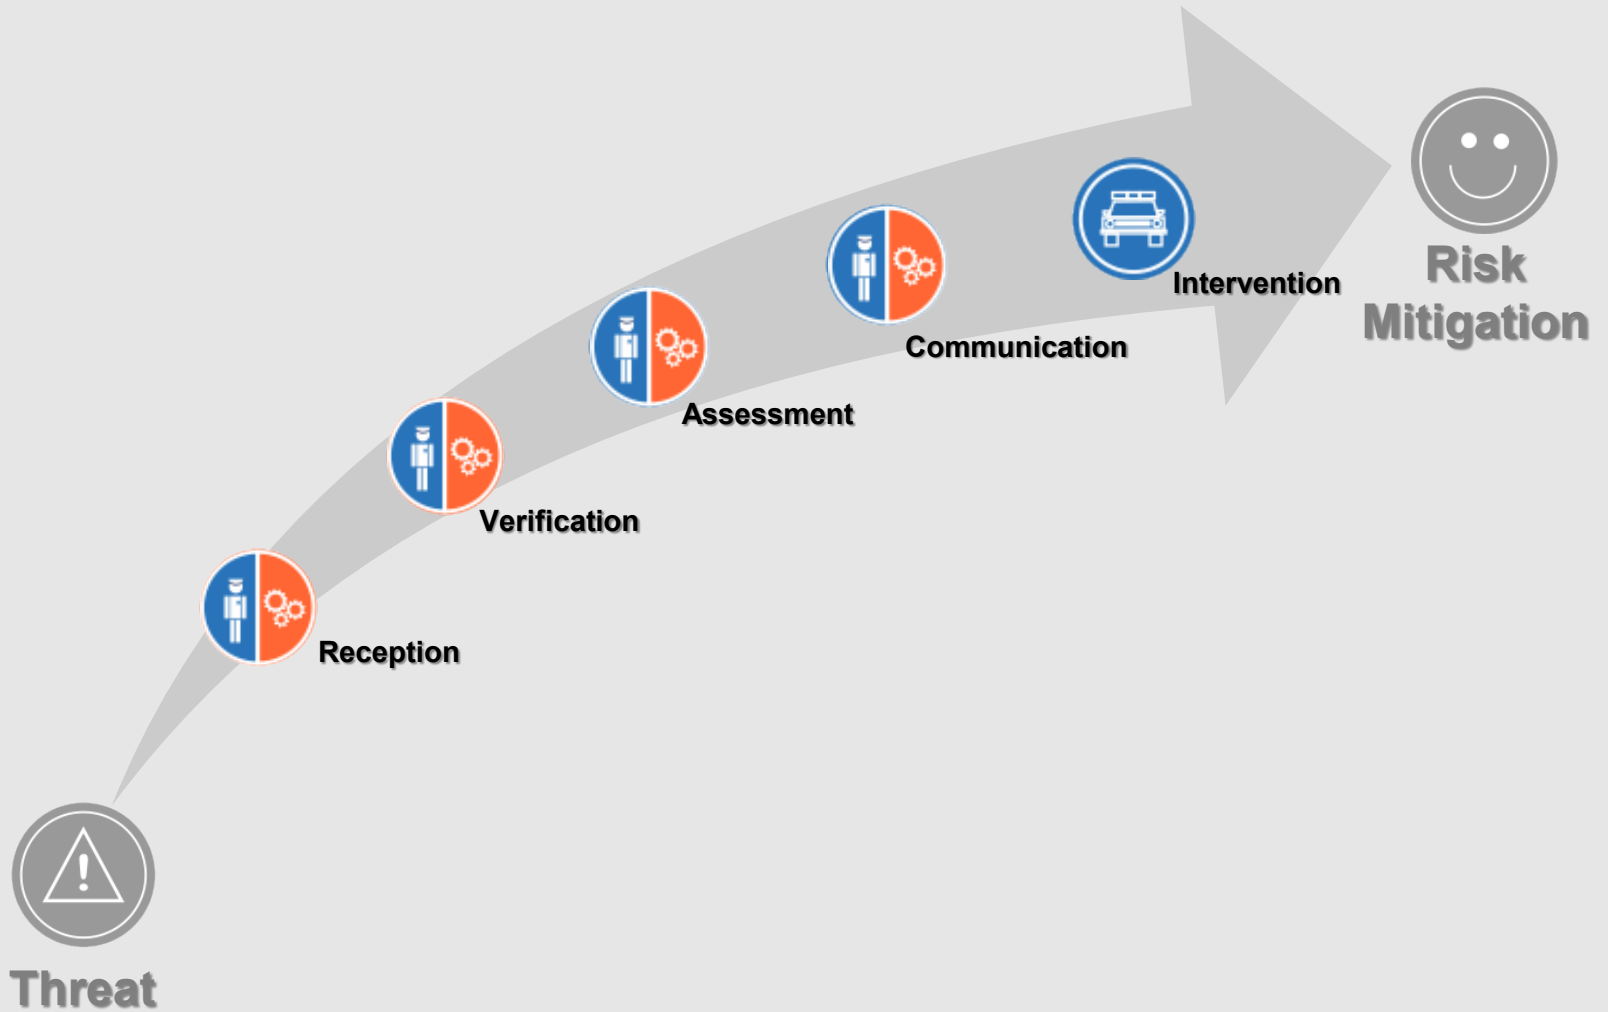 Threat
Reception
Verification
Assessment
Communication
Intervention
Risk
Mitigation